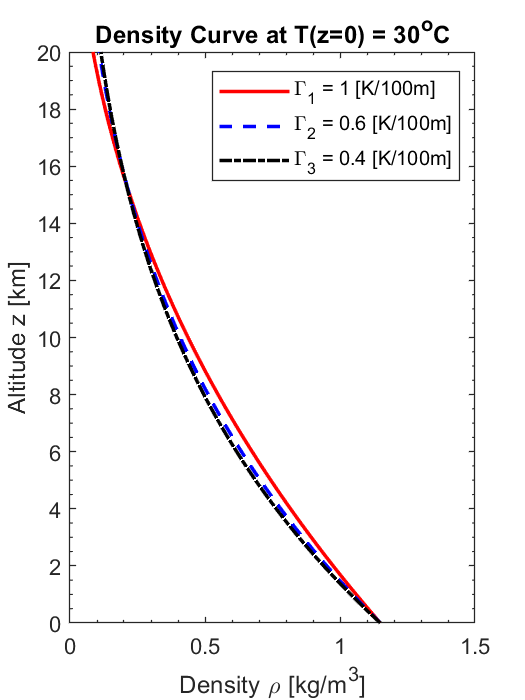 Density Curve at T(z=0) = 30°C
Γ₁ = 1 [K/100m]
Γ₂ = 0.6 [K/100m]
Γ₃ = 0.4 [K/100m]
Altitude z [km]
20
18
16
14
12
10
8
6
4
2
0
0 0.5 1 1.5
Density ρ [kg/m³]